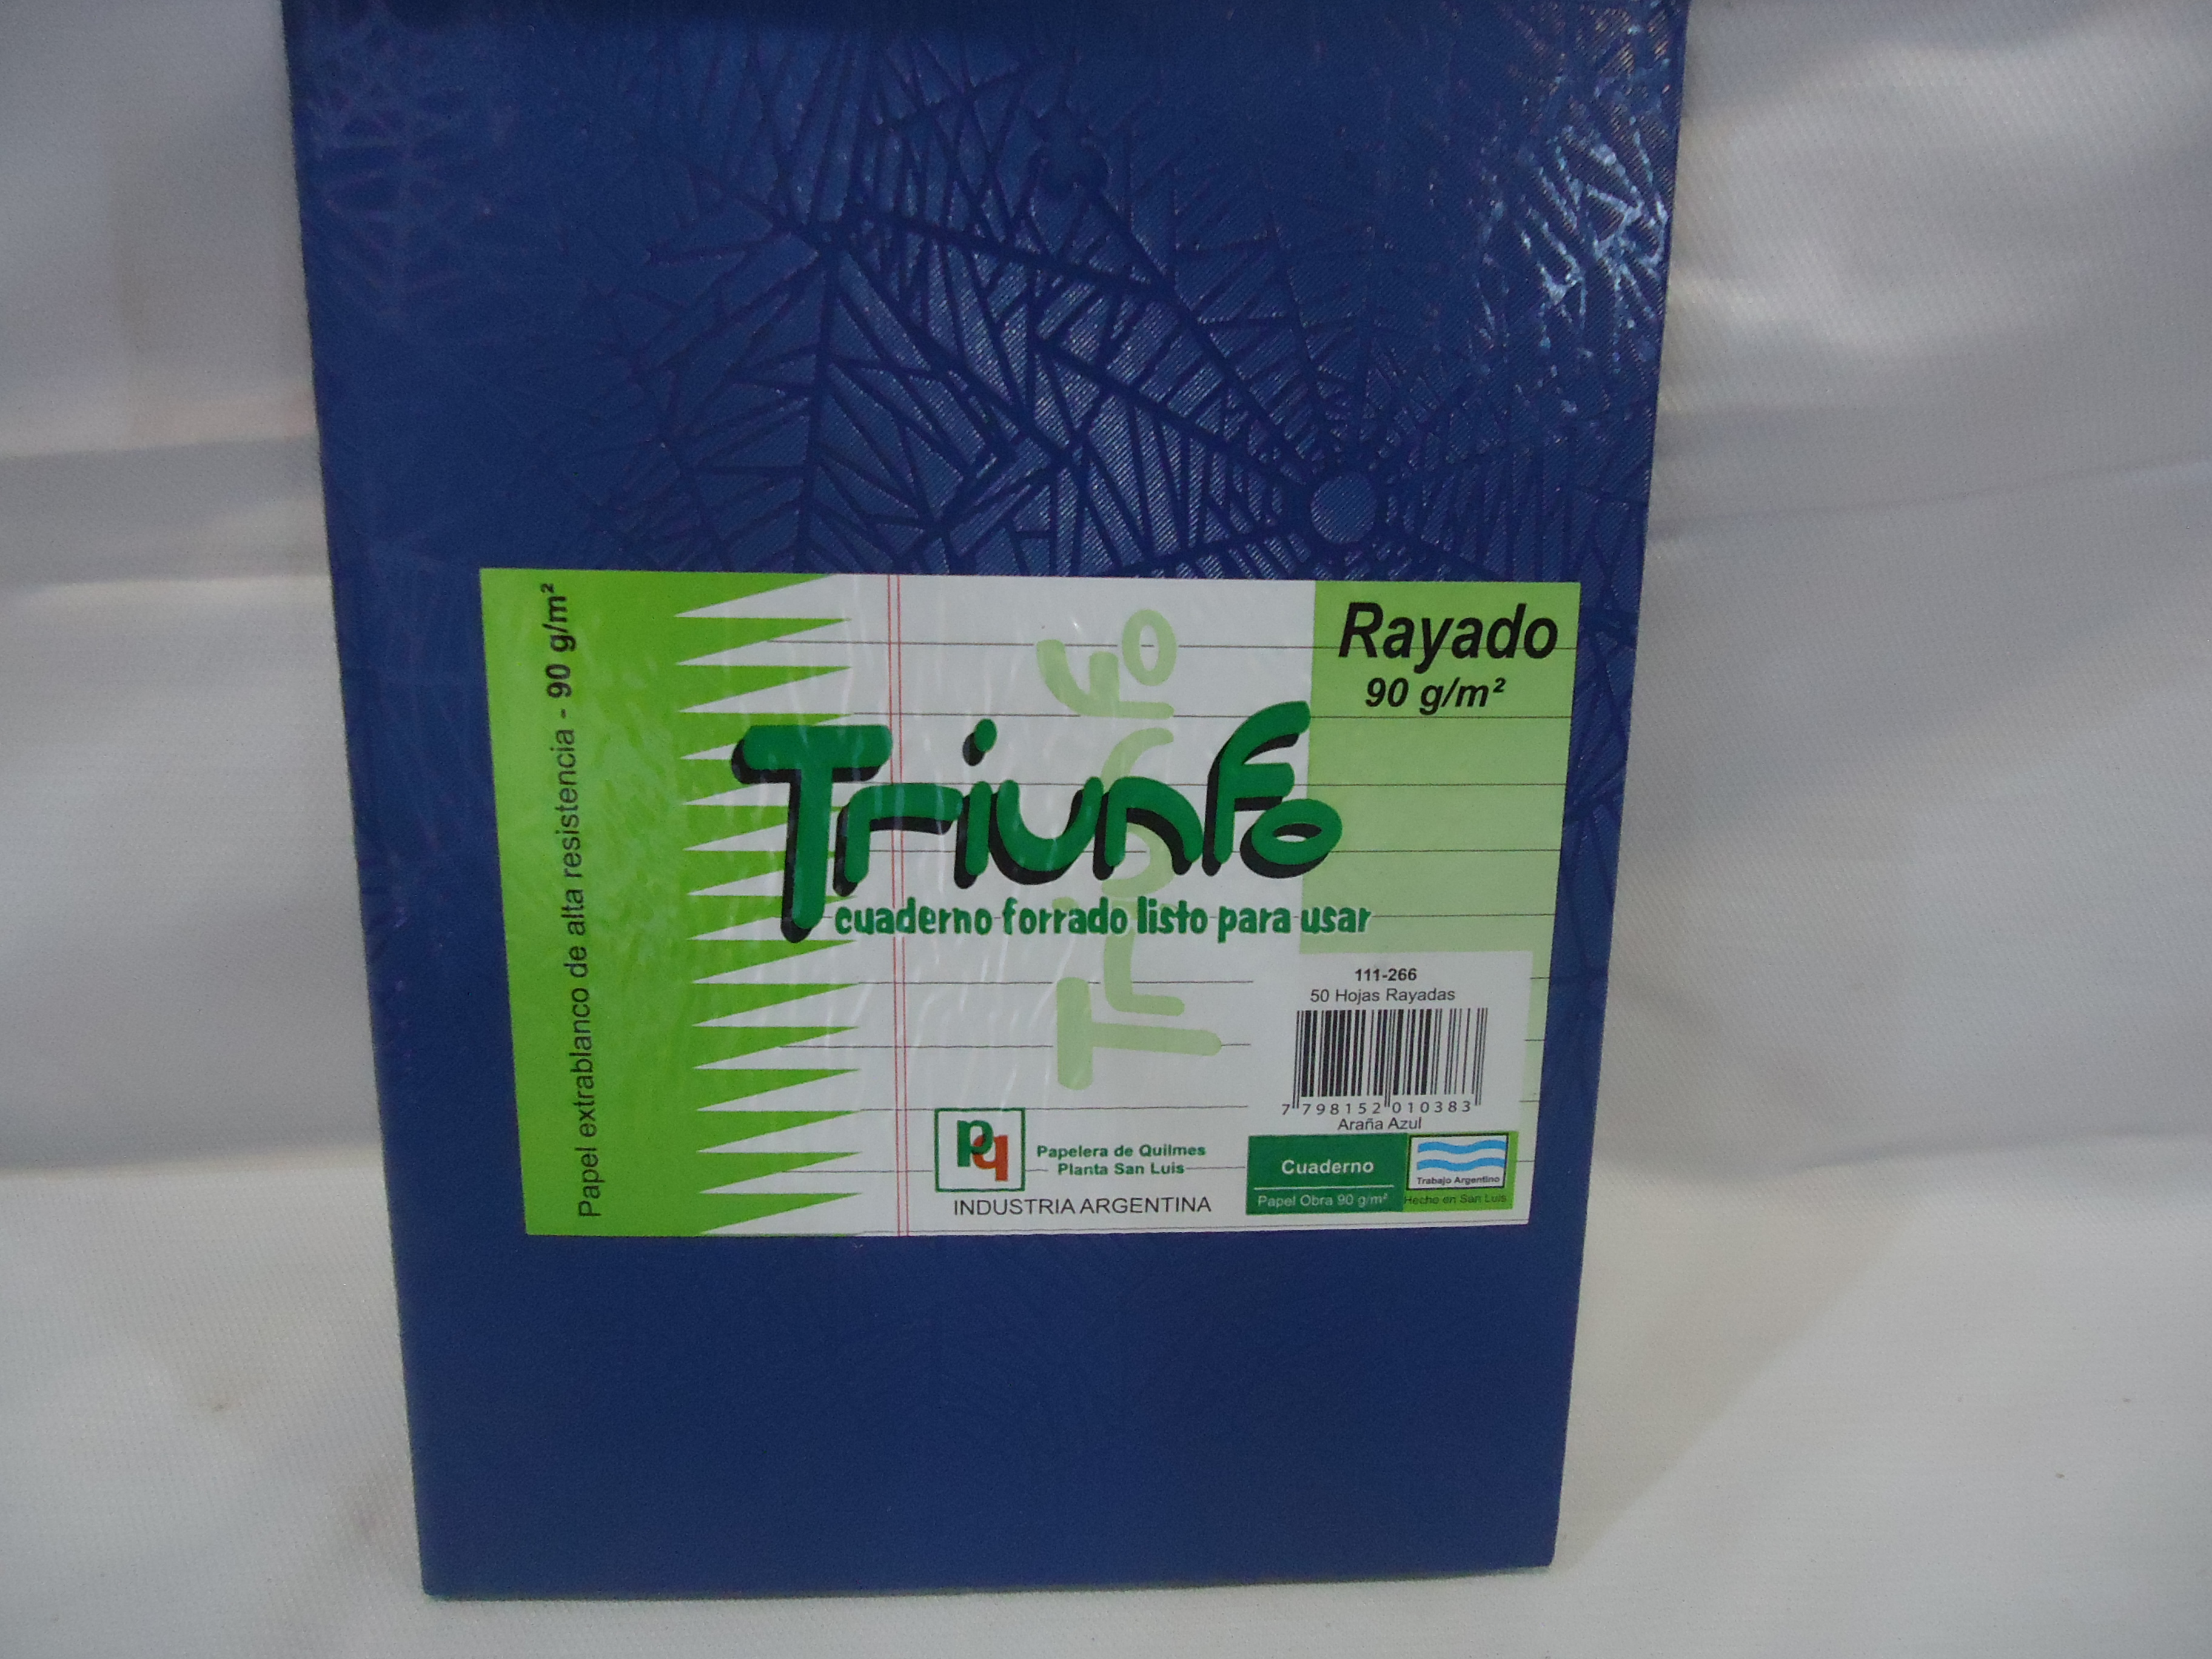 Papel extrablanco de alta resistencia - 90 g/m²
Rayado
90 g/m²
Triunfo
Triunfo
cuaderno forrado listo para usar
111-266
50 Hojas Rayadas
7 798152 010383
Araña Azul
pq
Papelera de Quilmes
Planta San Luis
INDUSTRIA ARGENTINA
Cuaderno
Papel Obra 90 g/m²
Trabajo Argentino
Hecho en San Luis